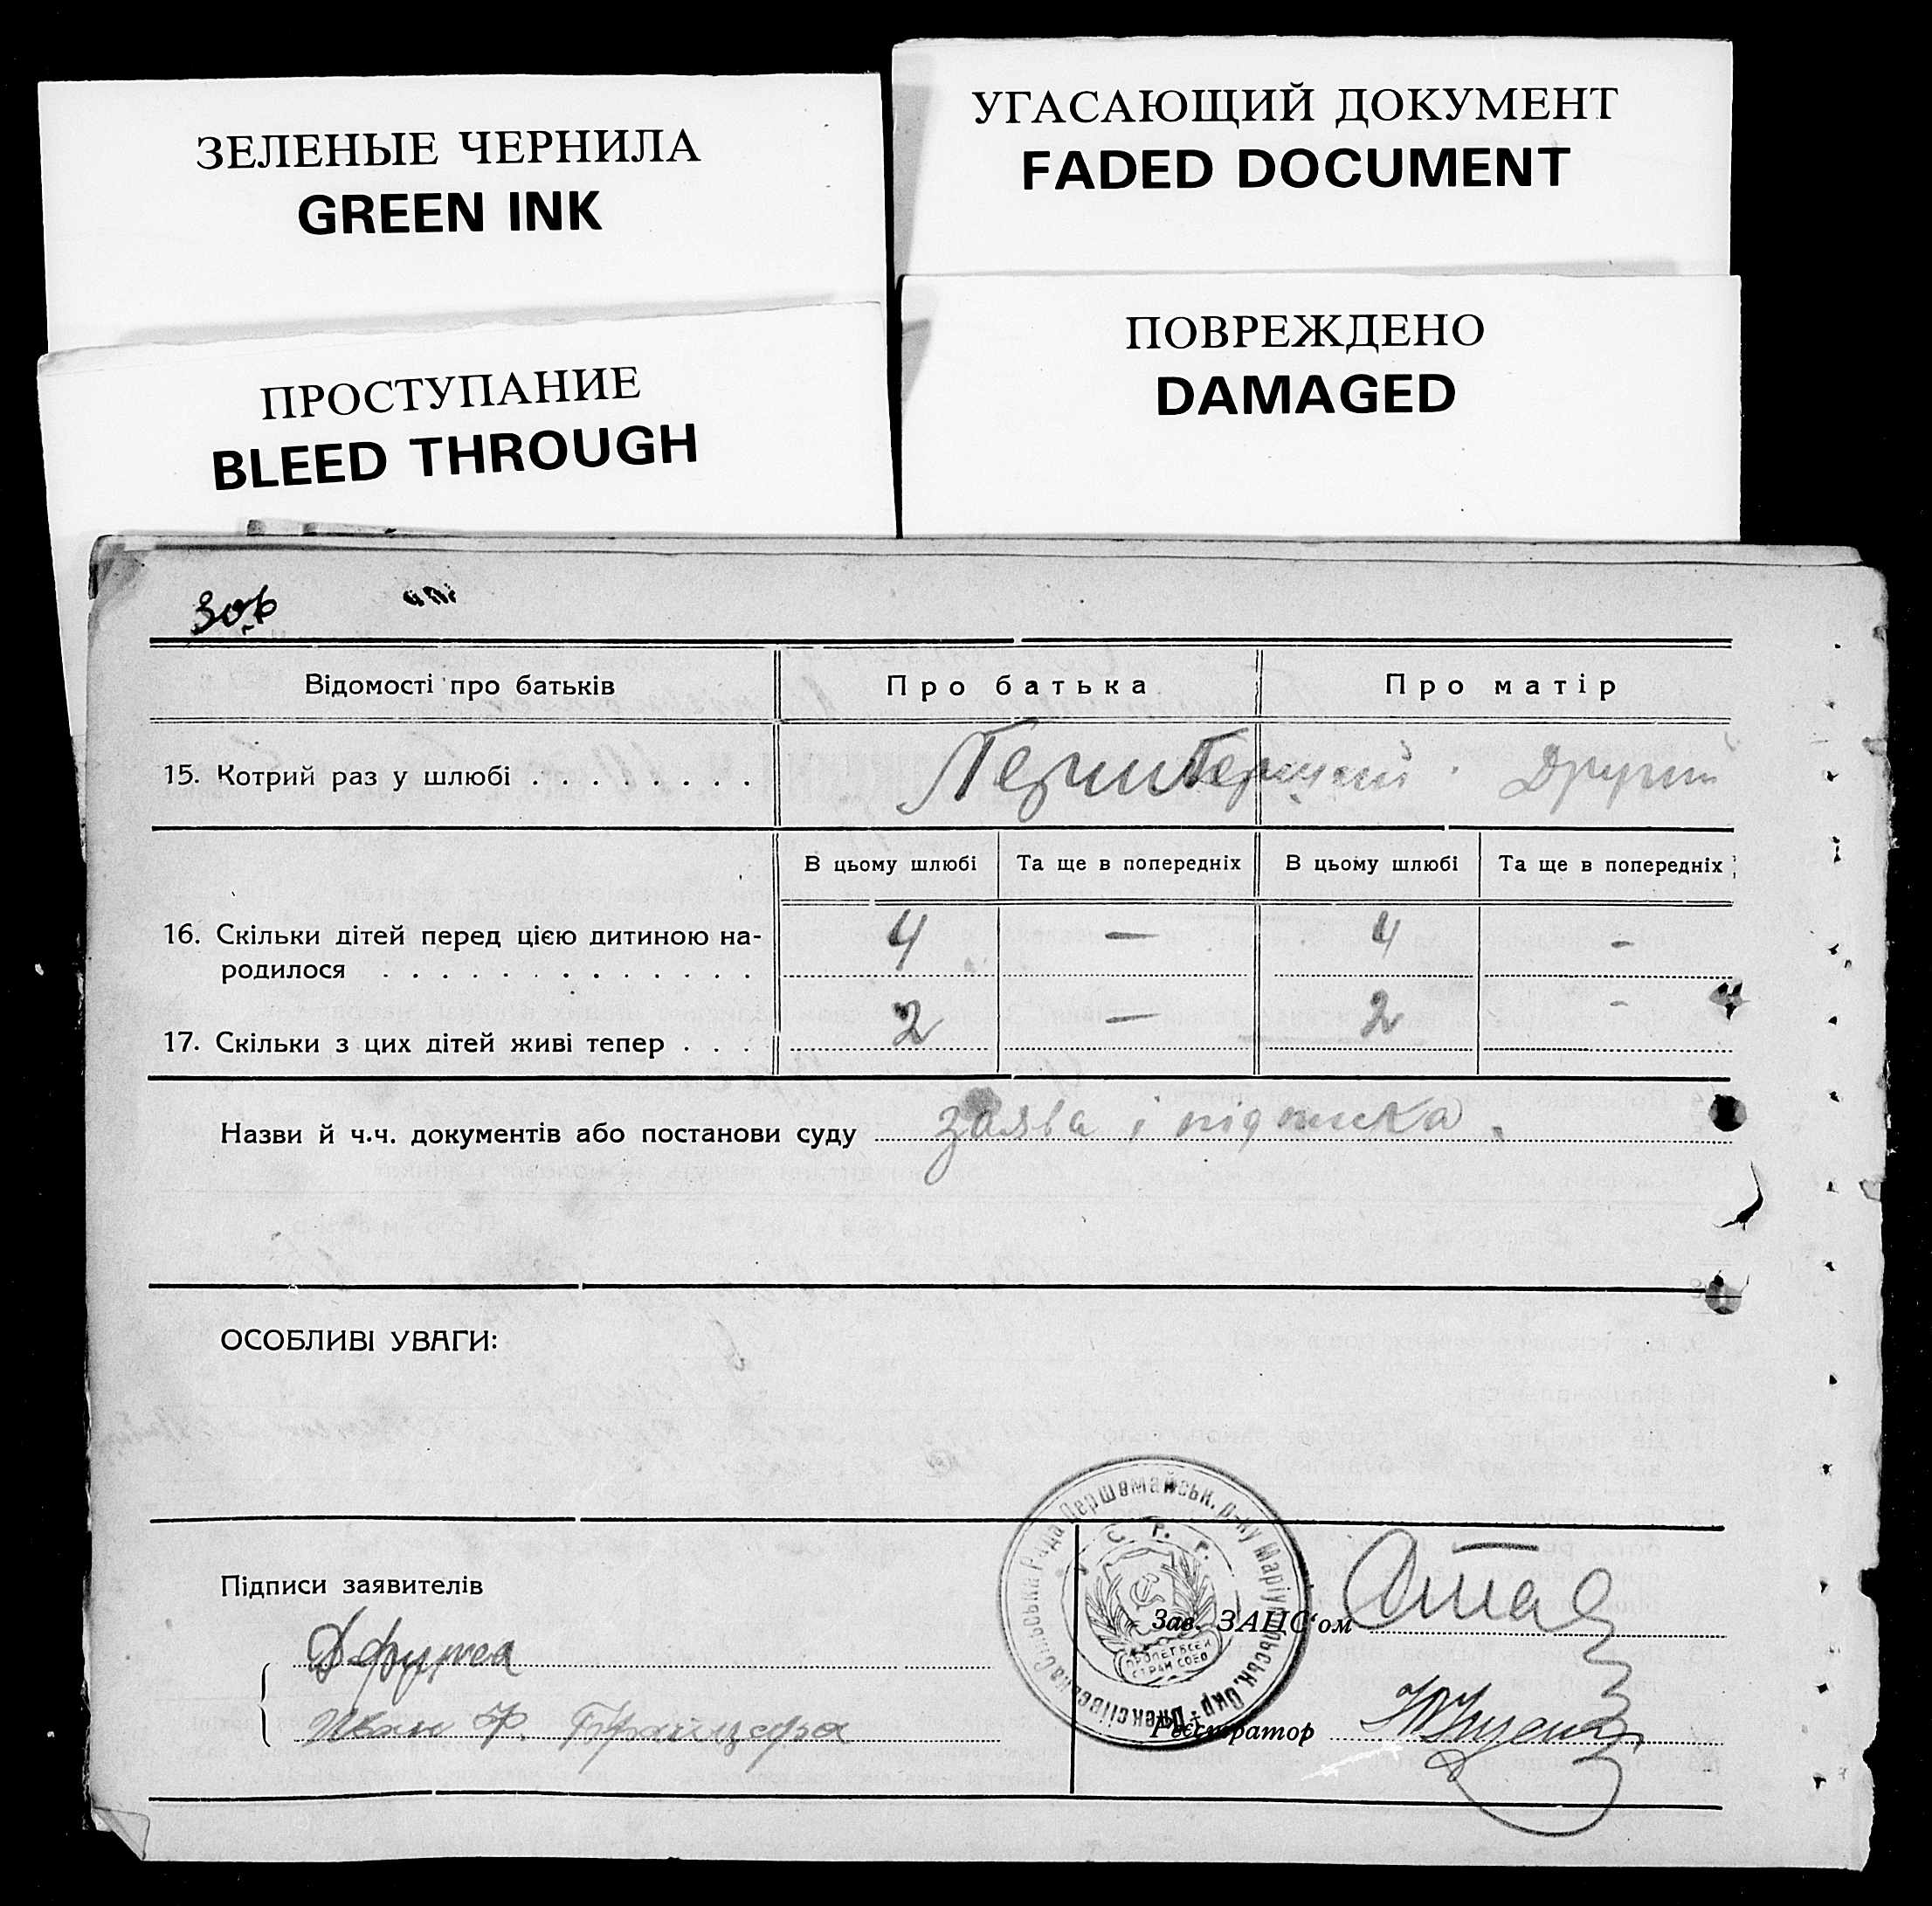 ЗЕЛЕНЫЕ ЧЕРНИЛА
GREEN INK
УГАСАЮЩИЙ ДОКУМЕНТ
FADED DOCUMENT
ПРОСТУПАНИЕ
BLEED THROUGH
ПОВРЕЖДЕНО
DAMAGED
Відомості про батьків Про батька Про матір
15. Котрий раз у шлюбі Другий
В цьому шлюбі Та ще в попередніх В цьому шлюбі Та ще в попередніх
16. Скільки дітей перед цією дитиною на- 4 — 4 -
родилося
17. Скільки з цих дітей живі тепер 2 — 2 -
Назви й ч.ч. документів або постанови суду заява і підписка.
ОСОБЛИВІ УВАГИ:
Підписи заявителів
Зав. ЗАПС'ом
Иван Ф.
Реєстратор